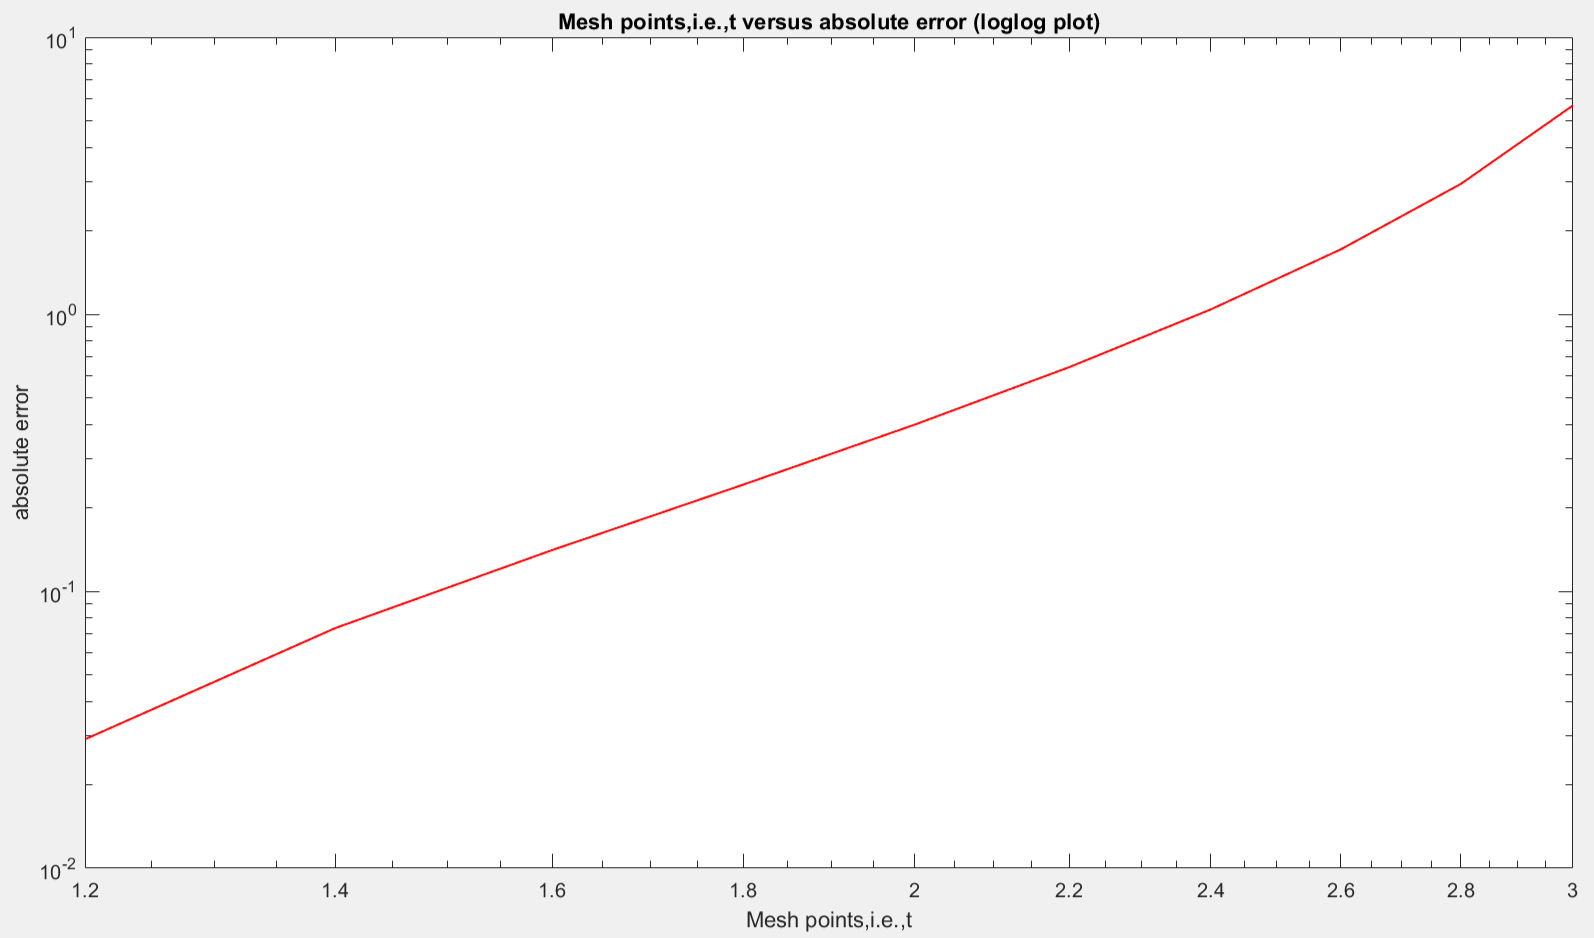 Mesh points,i.e.,t versus absolute error (loglog plot)
10^1
10^0
10^-1
10^-2
absolute error
1.2 1.4 1.6 1.8 2 2.2 2.4 2.6 2.8 3
Mesh points,i.e.,t